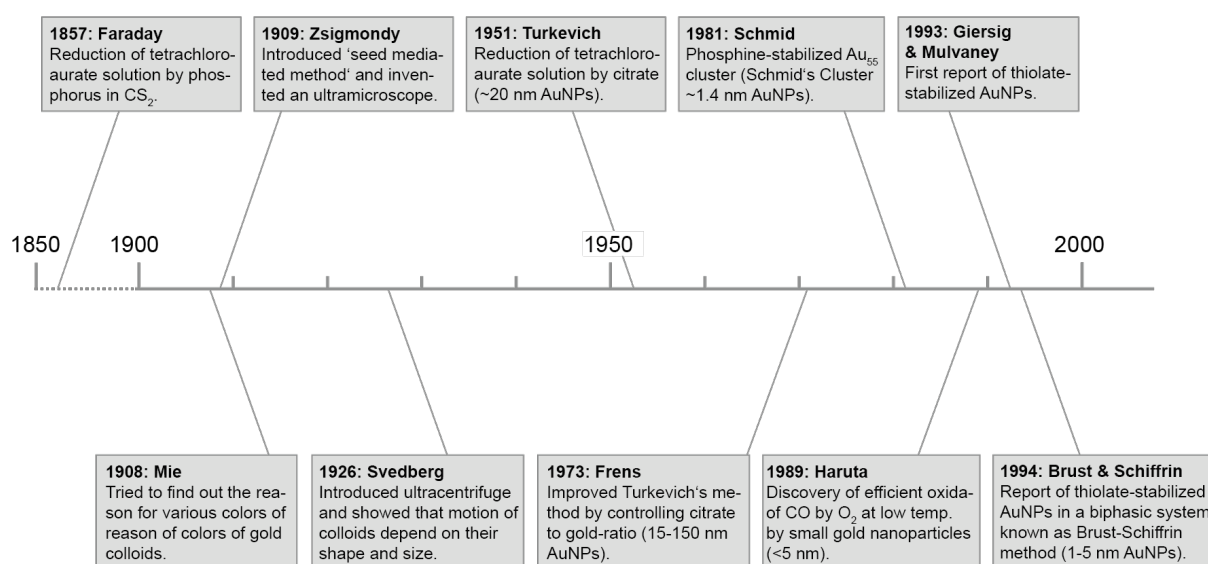 1857: Faraday
Reduction of tetrachloro-
aurate solution by phos-
phorus in CS₂.
1909: Zsigmondy
Introduced ‘seed media-
ted method‘ and inven-
ted an ultramicroscope.
1951: Turkevich
Reduction of tetrachloro-
aurate solution by citrate
(~20 nm AuNPs).
1981: Schmid
Phosphine-stabilized Au₅₅
cluster (Schmid‘s Cluster
~1.4 nm AuNPs).
1993: Giersig
& Mulvaney
First report of thiolate-
stabilized AuNPs.
1850
1900
1950
2000
1908: Mie
Tried to find out the rea-
son for various colors of
reason of colors of gold
colloids.
1926: Svedberg
Introduced ultracentrifuge
and showed that motion of
colloids depend on their
shape and size.
1973: Frens
Improved Turkevich‘s me-
thod by controlling citrate
to gold-ratio (15-150 nm
AuNPs).
1989: Haruta
Discovery of efficient oxida-
of CO by O₂ at low temp.
by small gold nanoparticles
(<5 nm).
1994: Brust & Schiffrin
Report of thiolate-stabilized
AuNPs in a biphasic system
known as Brust-Schiffrin
method (1-5 nm AuNPs).